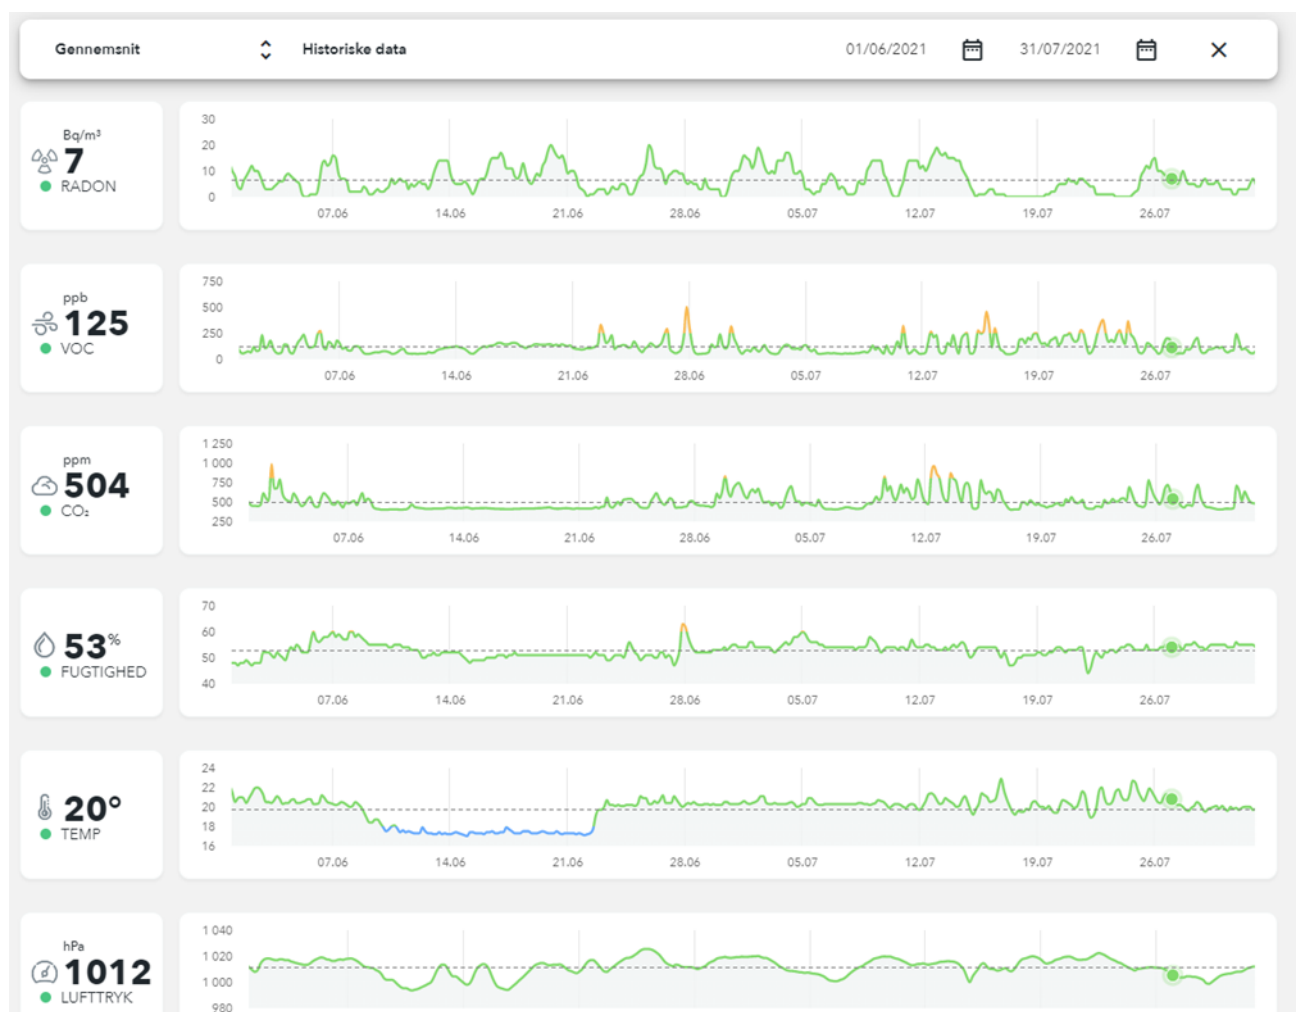 Gennemsnit Historiske data 01/06/2021 31/07/2021
Bq/m³
7
RADON
30
20
10
0
07.06 14.06 21.06 28.06 05.07 12.07 19.07 26.07
ppb
125
VOC
750
500
250
0
07.06 14.06 21.06 28.06 05.07 12.07 19.07 26.07
ppm
504
CO₂
1 250
1 000
750
500
250
07.06 14.06 21.06 28.06 05.07 12.07 19.07 26.07
53%
FUGTIGHED
70
60
50
40
07.06 14.06 21.06 28.06 05.07 12.07 19.07 26.07
20°
TEMP
24
22
20
18
16
07.06 14.06 21.06 28.06 05.07 12.07 19.07 26.07
hPa
1012
LUFTTRYK
1 040
1 020
1 000
980